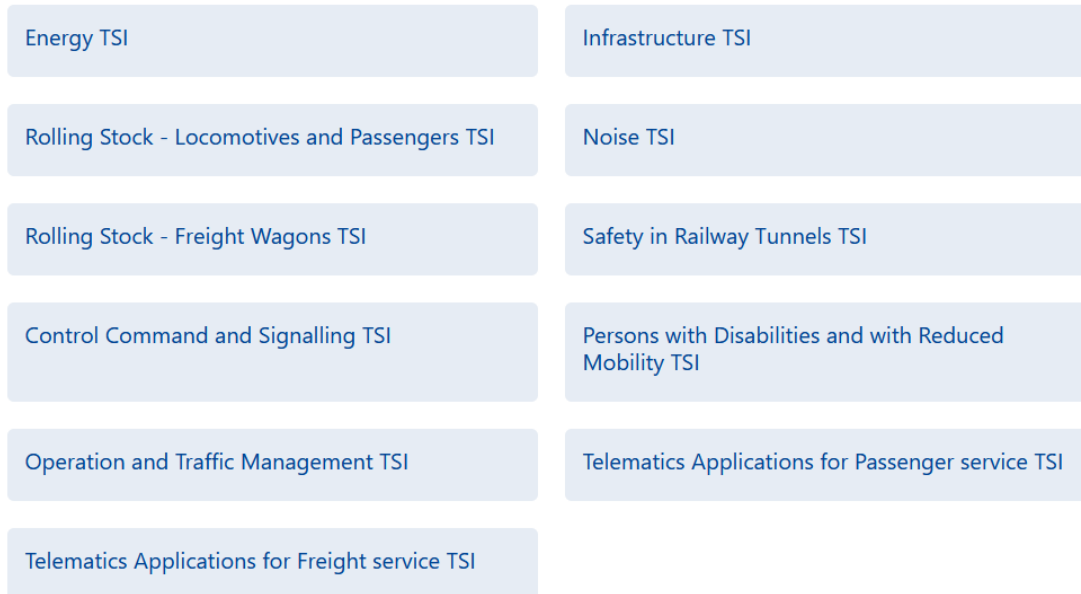 Energy TSI
Infrastructure TSI
Rolling Stock - Locomotives and Passengers TSI
Noise TSI
Rolling Stock - Freight Wagons TSI
Safety in Railway Tunnels TSI
Control Command and Signalling TSI
Persons with Disabilities and with Reduced
Mobility TSI
Operation and Traffic Management TSI
Telematics Applications for Passenger service TSI
Telematics Applications for Freight service TSI